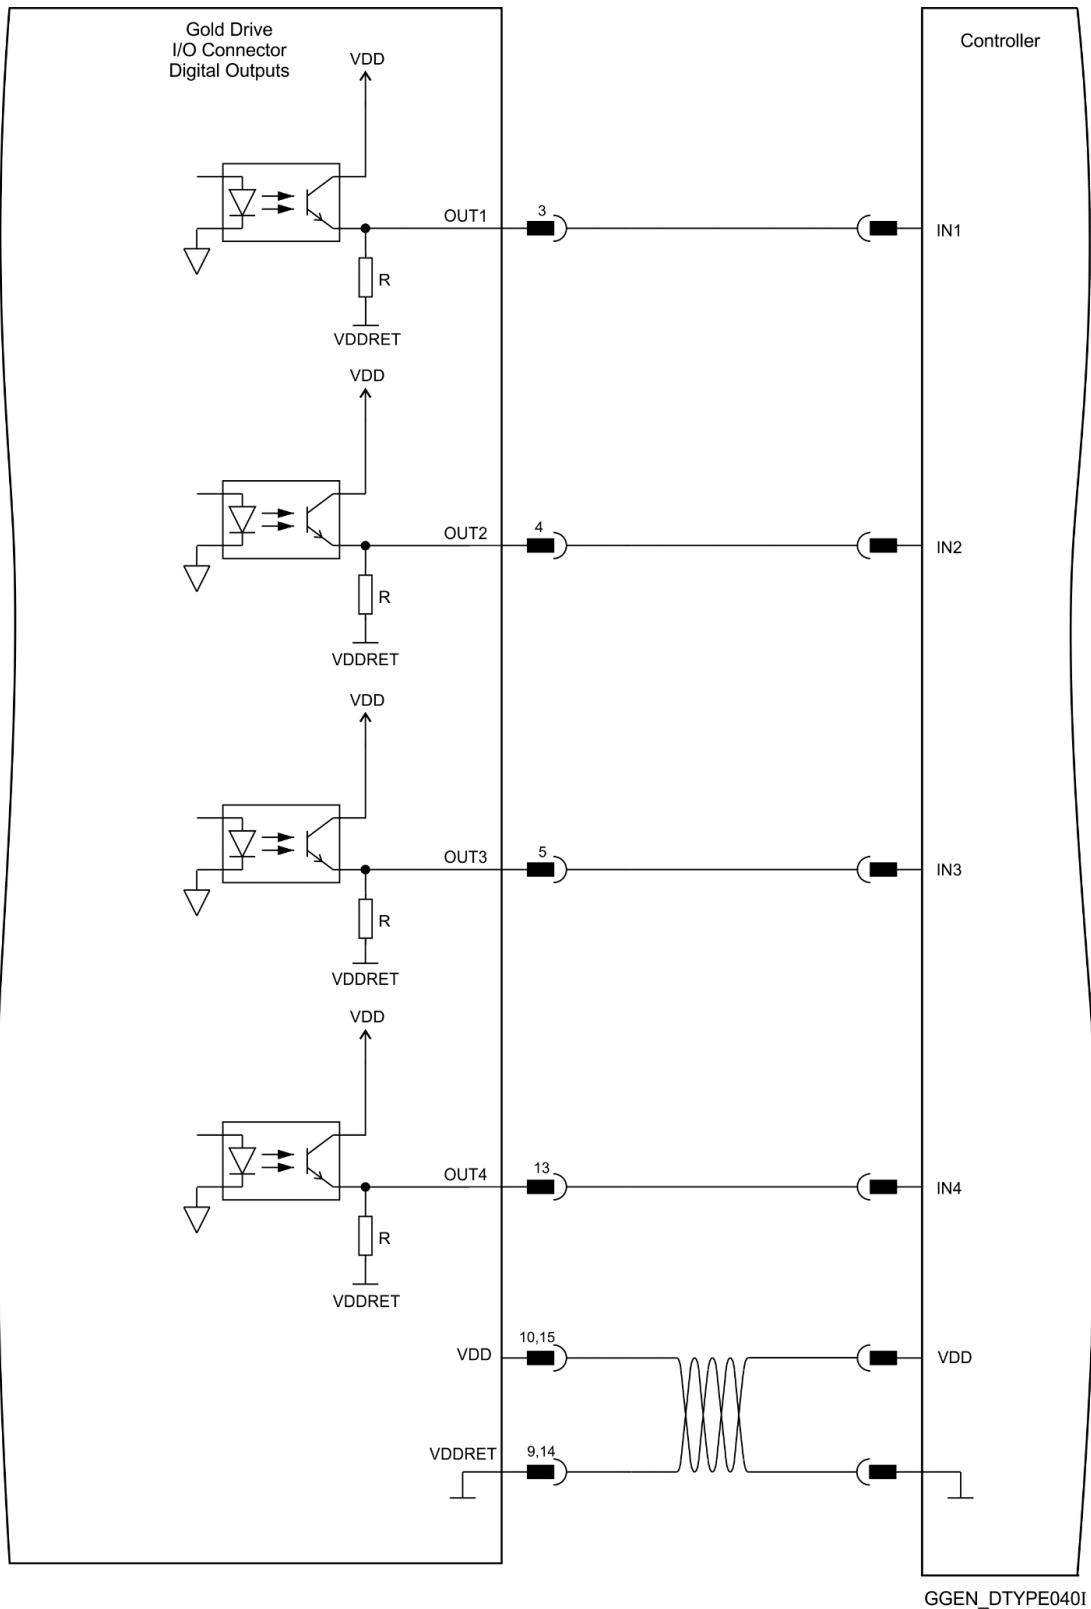 Gold Drive
I/O Connector
Digital Outputs
Controller
VDD
OUT1
3
IN1
R
VDDRET
VDD
OUT2
4
IN2
R
VDDRET
VDD
OUT3
5
IN3
R
VDDRET
VDD
OUT4
13
IN4
R
VDDRET
VDD
10,15
VDD
VDDRET
9,14
GGEN_DTYPE040I